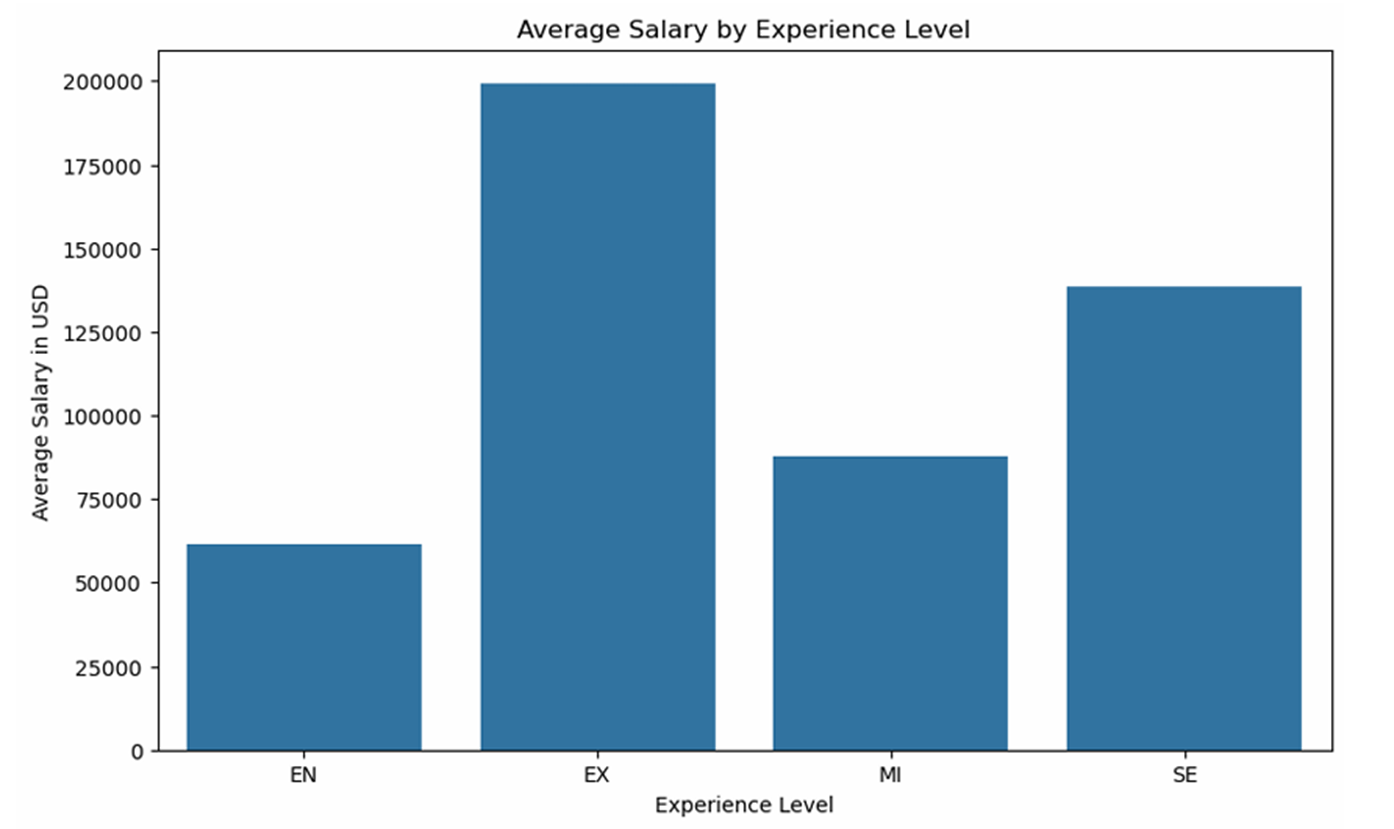 Average Salary by Experience Level
200000
175000
150000
125000
100000
75000
50000
25000
0
Average Salary in USD
EN EX MI SE
Experience Level